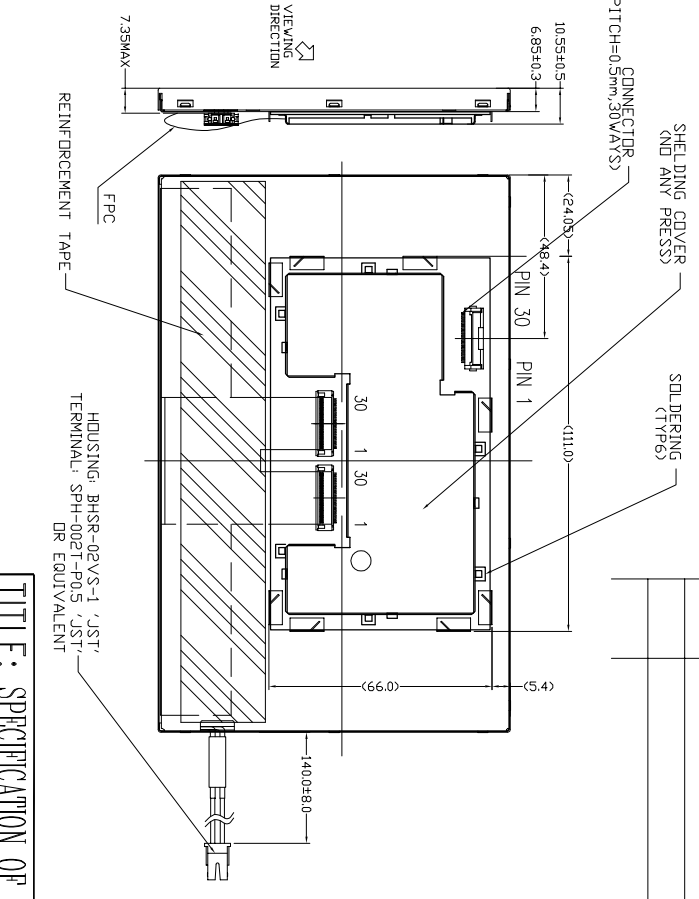 PITCH=0.5mm,30WAYS)
CONNECTOR
SHELDING COVER
(NO ANY PRESS)
SOLDERING
(TYP6)
10.55±0.5
6.85±0.3
7.35MAX
VIEWING
DIRECTION
(24.05)
(48.4)
(111.0)
PIN 30
PIN 1
30
1
30
1
FPC
REINFORCEMENT TAPE
(66.0)
(5.4)
140.0±8.0
HOUSING: BHSR-02VS-1 'JST'
TERMINAL: SPH-002T-P0.5 'JST'
OR EQUIVALENT
TITLE: SPECIFICATION OF